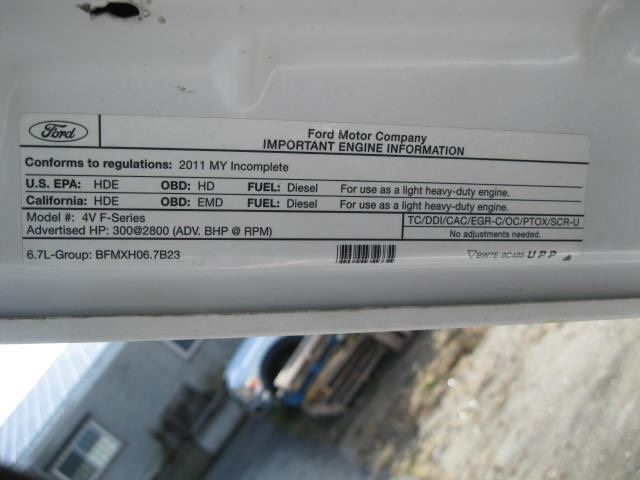 Ford
Ford Motor Company
IMPORTANT ENGINE INFORMATION
Conforms to regulations: 2011 MY Incomplete
U.S. EPA: HDE OBD: HD FUEL: Diesel For use as a light heavy-duty engine.
California: HDE OBD: EMD FUEL: Diesel For use as a light heavy-duty engine.
Model #: 4V F-Series
Advertised HP: 300@2800 (ADV. BHP @ RPM)
TC/DDI/CAC/EGR-C/OC/PTOX/SCR-U
No adjustments needed.
6.7L-Group: BFMXH06.7B23
UPP